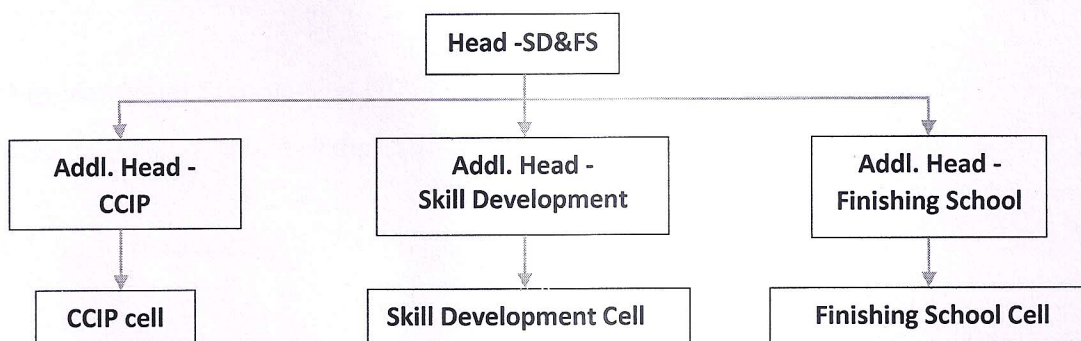 Head -SD&FS
Addl. Head -
CCIP
Addl. Head -
Skill Development
Addl. Head -
Finishing School
CCIP cell
Skill Development Cell
Finishing School Cell